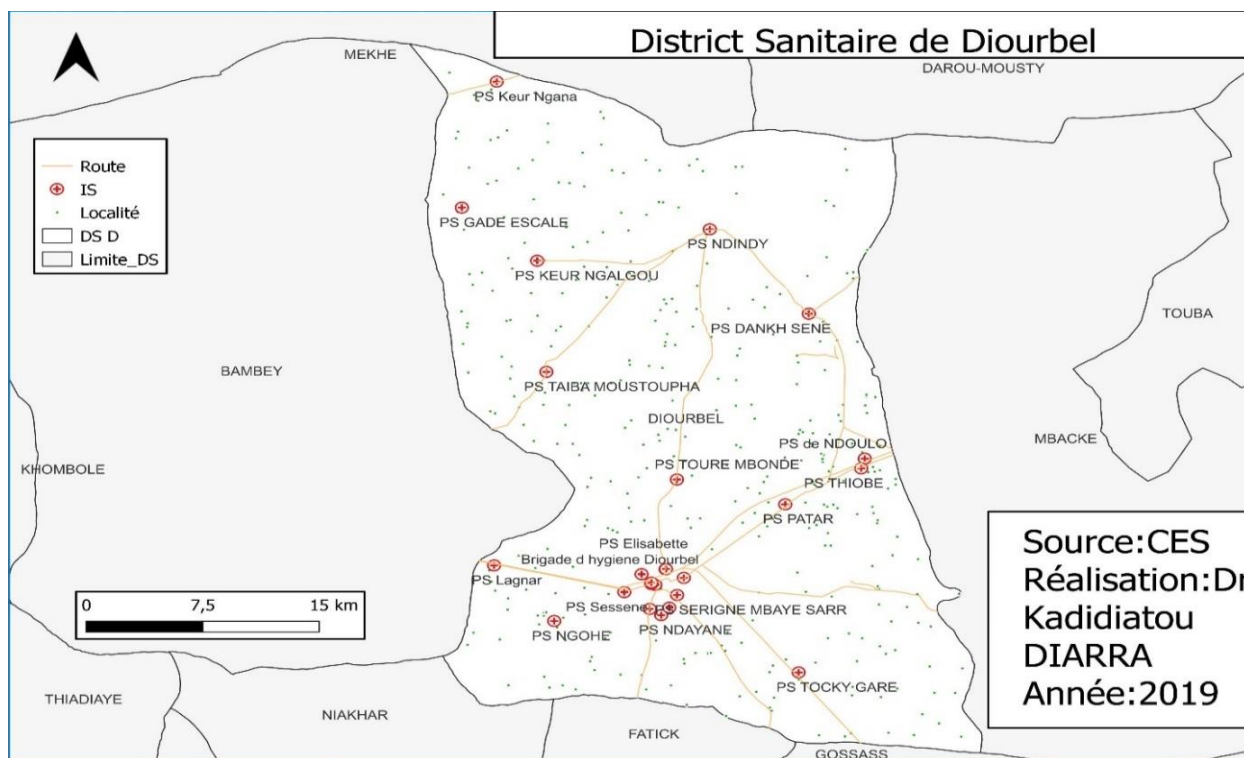 District Sanitaire de Diourbel
MEKHE
DAROU-MOUSTY
PS Keur Ngana
Route
IS
Localité
DS D
Limite_DS
PS GADE ESCALE
PS NDINDY
PS KEUR NGALGOU
PS DANKH SENE
TOUBA
BAMBEY
PS TAIBA MOUSTOUPHA
DIOURBEL
PS de NDOULO
MBACKE
KHOMBOLE
PS TOURE MBONDE
PS THIOBE
PS PATAR
PS Elisabette
Brigade d hygiene Diourbel
PS Lagnar
0 7,5 15 km
PS Sessene
SERIGNE MBAYE SARR
PS NGOHE
PS NDAYANE
PS TOCKY GARE
Source:CES
Réalisation:Dr
Kadidiatou
DIARRA
Année:2019
THIADIAYE
NIAKHAR
FATICK
GOSSASS